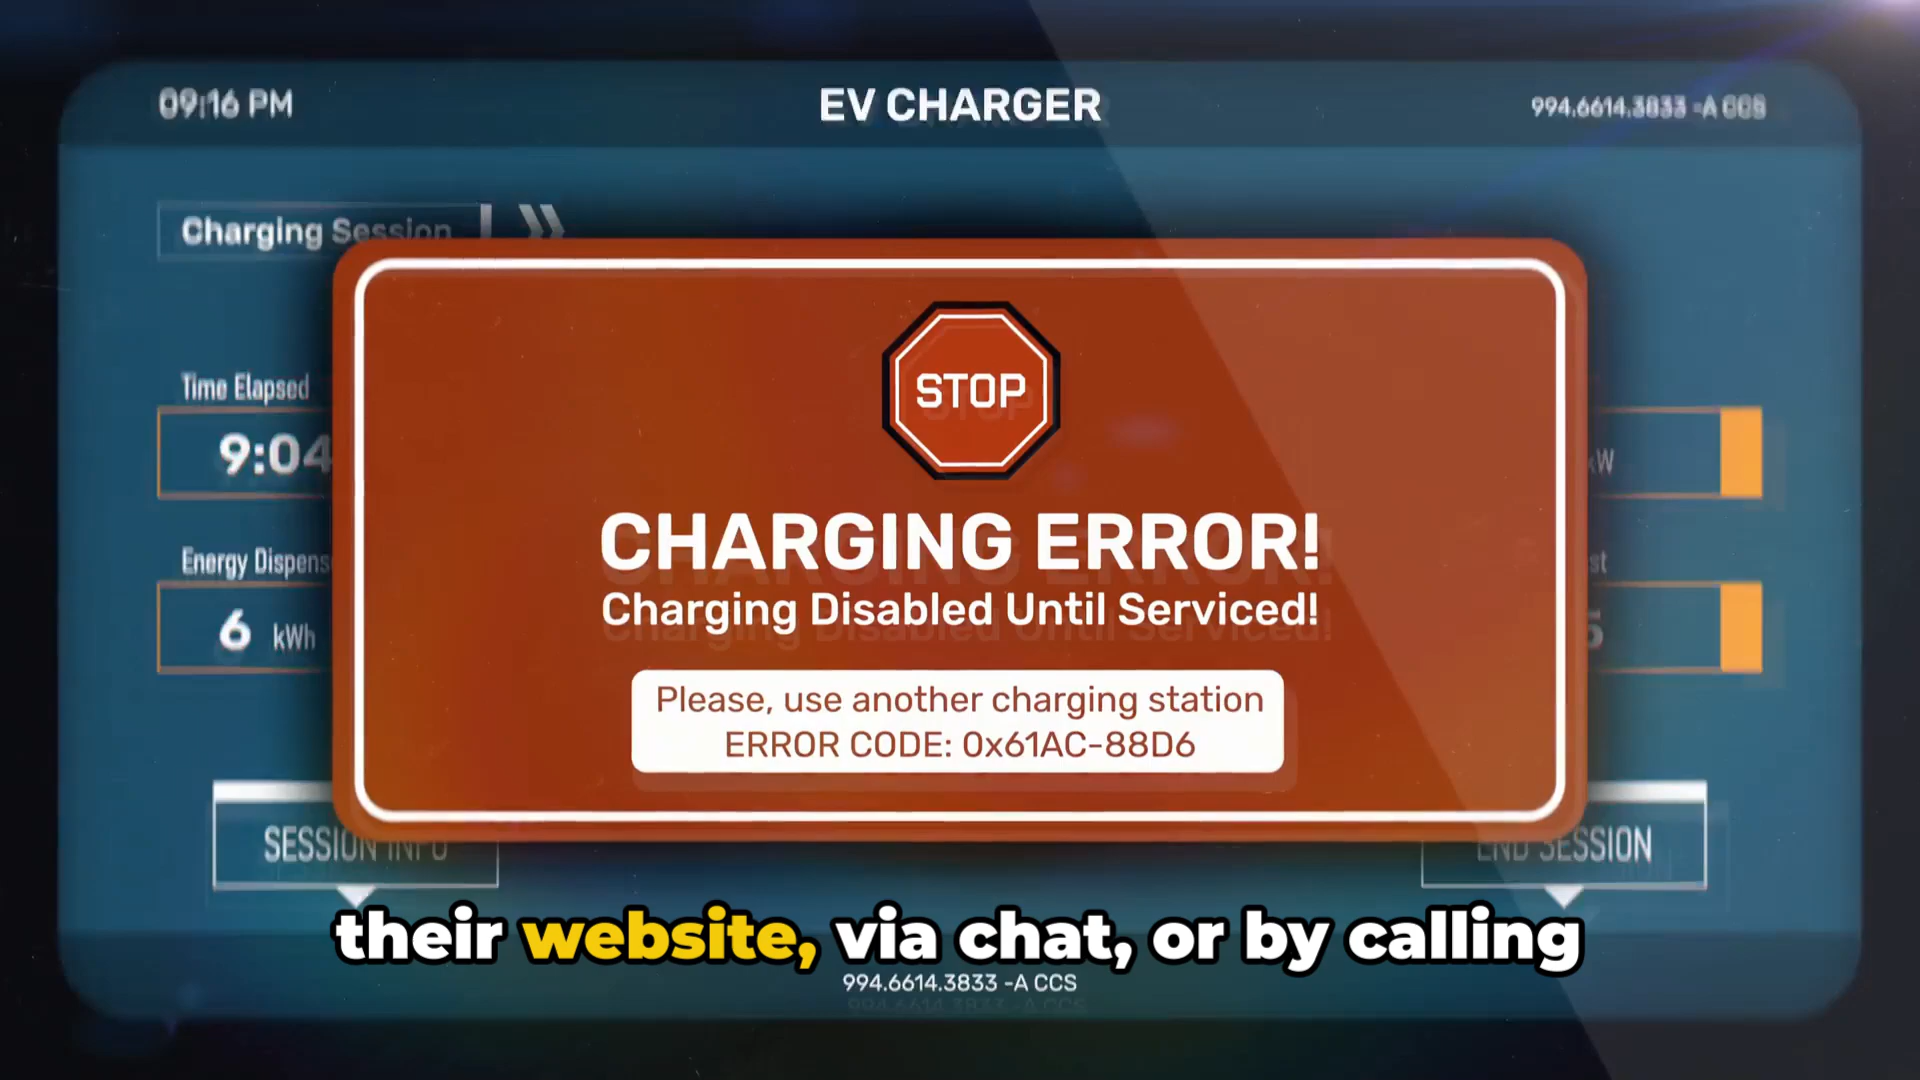 09:16 PM
EV CHARGER
994.6614.3833 -A CCS
Charging Session
Time Elapsed
9:04
Energy
6 kWh
kW
STOP
CHARGING ERROR!
Charging Disabled Until Serviced!
Please, use another charging station
ERROR CODE: 0x61AC-88D6
SESSION INFO
END SESSION
their website, via chat, or by calling
994.6614.3833 -A CCS